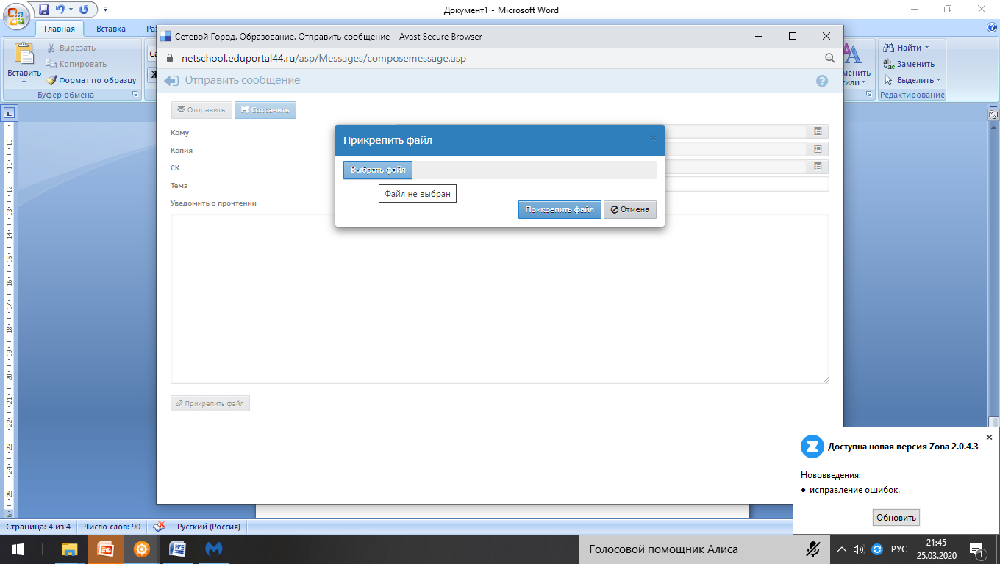 Документ1 - Microsoft Word
Главная
Вставка
Ра
Вставить
Вырезать
Копировать
Формат по образцу
Буфер обмена
Са
Ж
Найти
Заменить
Выделить
Редактирование
Сетевой Город. Образование. Отправить сообщение – Avast Secure Browser
netschool.eduportal44.ru/asp/Messages/composemessage.asp
Отправить сообщение
Отправить
Сохранить
Кому
Копия
СК
Тема
Уведомить о прочтении
Прикрепить файл
Выбрать файл
Файл не выбран
Прикрепить файл
Отмена
Прикрепить файл
Доступна новая версия Zona 2.0.4.3
Нововведения:
● исправление ошибок.
Обновить
Страница: 4 из 4
Число слов: 90
Русский (Россия)
Голосовой помощник Алиса
РУС
21:45
25.03.2020
1